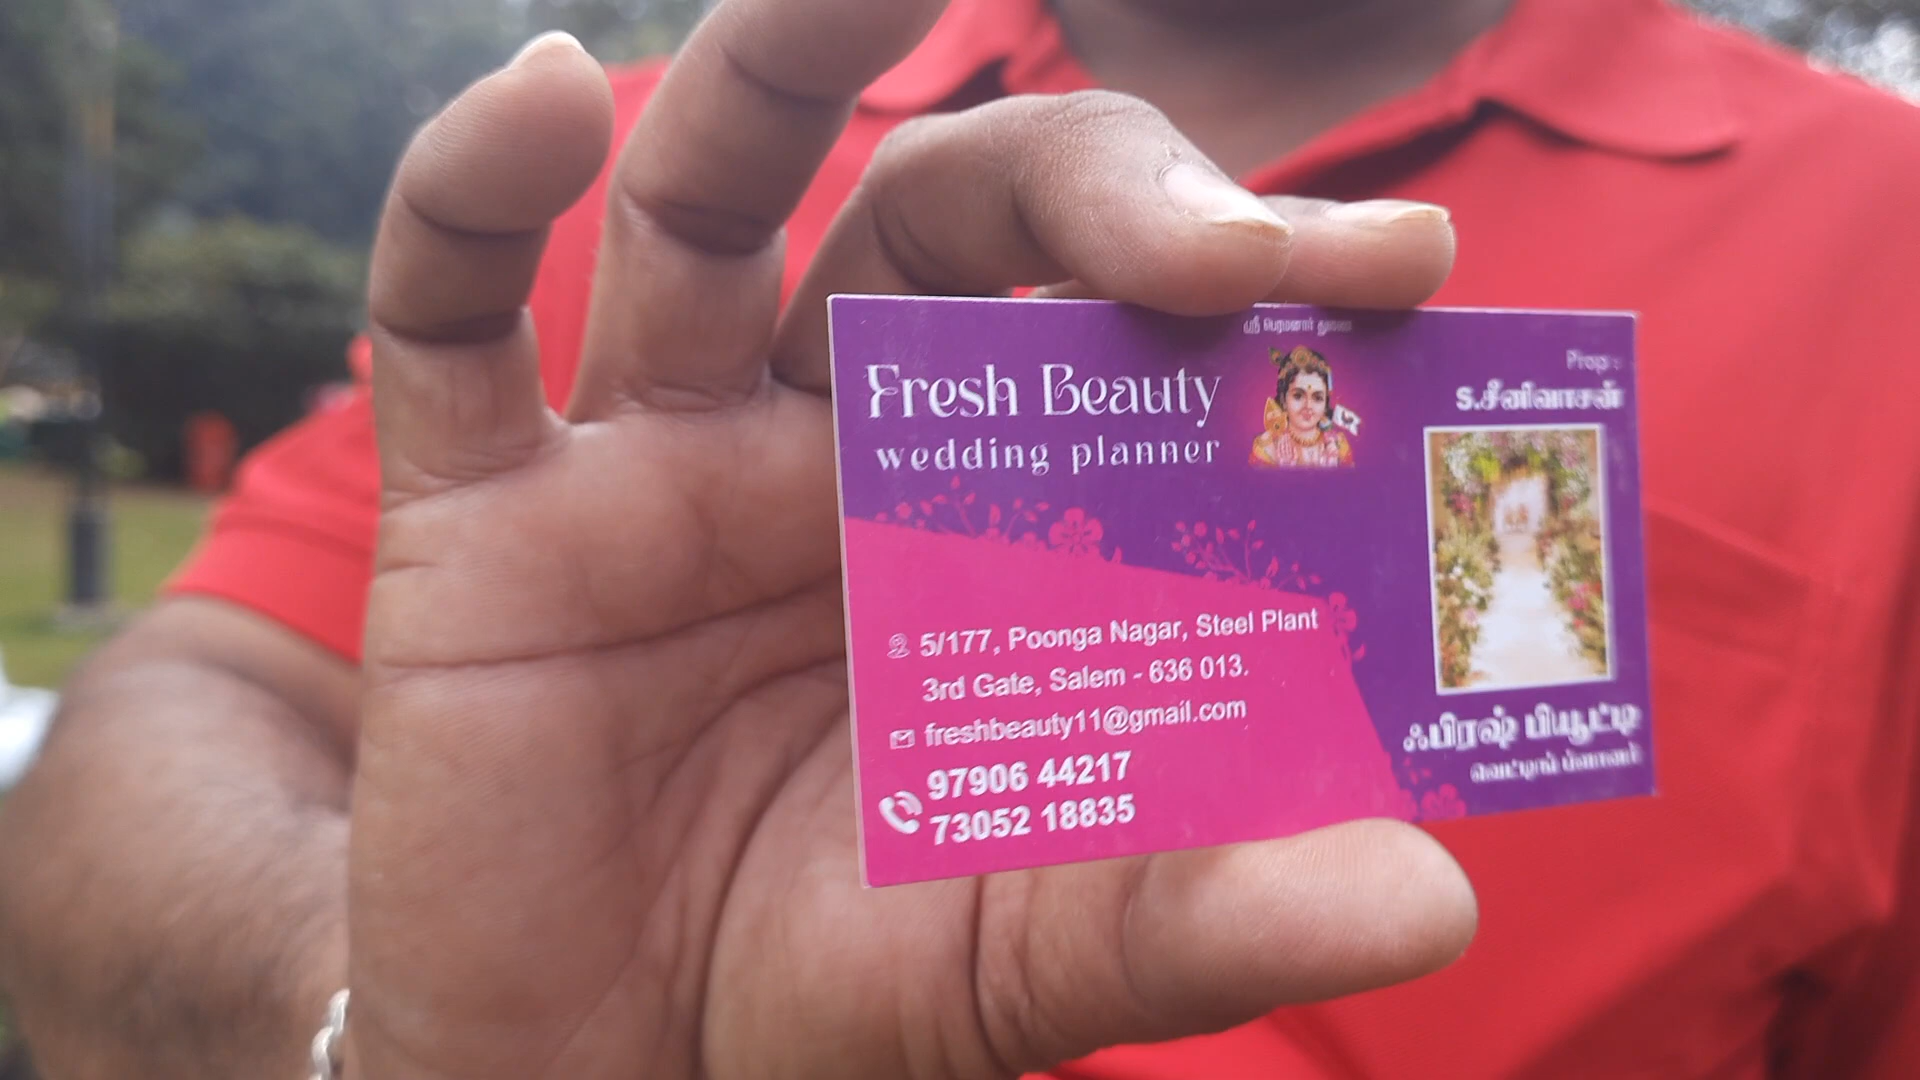 ஸ்ரீ பெரமனார் துணை
Fresh Beauty
wedding planner
Prop :
S.சீனிவாசன்
5/177, Poonga Nagar, Steel Plant
3rd Gate, Salem - 636 013.
freshbeauty11@gmail.com
97906 44217
73052 18835
ஃபிரஷ் பியூட்டி
வெட்டிங் பிளானர்